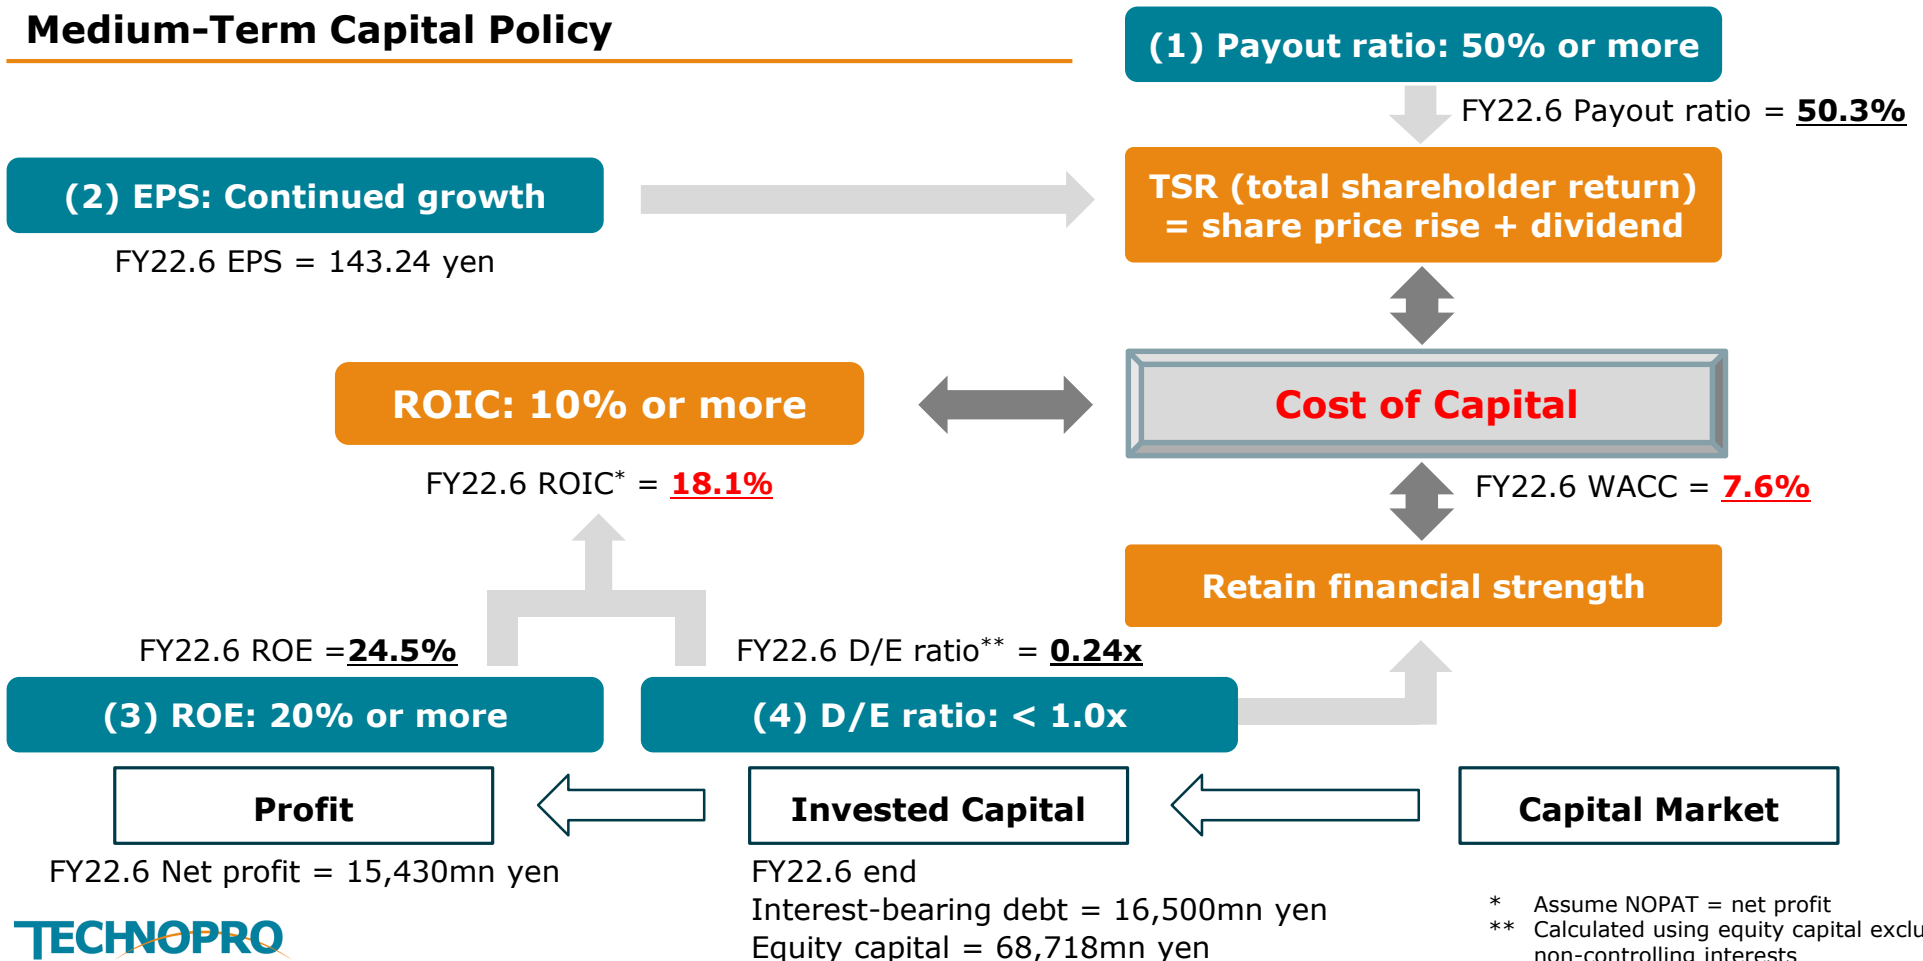 Medium-Term Capital Policy
(1) Payout ratio: 50% or more
FY22.6 Payout ratio = 50.3%
(2) EPS: Continued growth
FY22.6 EPS = 143.24 yen
TSR (total shareholder return)
= share price rise + dividend
ROIC: 10% or more
FY22.6 ROIC* = 18.1%
Cost of Capital
FY22.6 WACC = 7.6%
Retain financial strength
FY22.6 ROE =24.5%
(3) ROE: 20% or more
FY22.6 D/E ratio** = 0.24x
(4) D/E ratio: < 1.0x
Profit
Invested Capital
Capital Market
FY22.6 Net profit = 15,430mn yen
FY22.6 end
Interest-bearing debt = 16,500mn yen
Equity capital = 68,718mn yen
* Assume NOPAT = net profit
** Calculated using equity capital exclu
non-controlling interests
TECHNOPRO